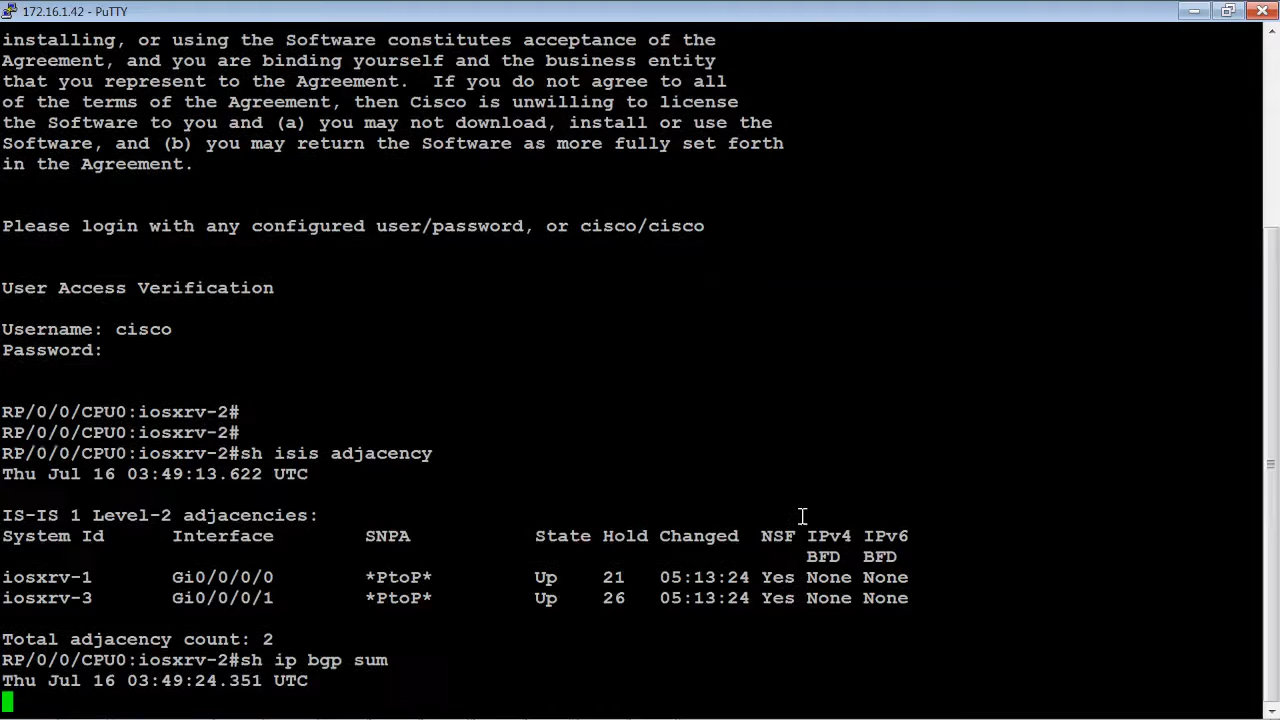 172.16.1.42 - PuTTY
installing, or using the Software constitutes acceptance of the
Agreement, and you are binding yourself and the business entity
that you represent to the Agreement.  If you do not agree to all
of the terms of the Agreement, then Cisco is unwilling to license
the Software to you and (a) you may not download, install or use the
Software, and (b) you may return the Software as more fully set forth
in the Agreement.
Please login with any configured user/password, or cisco/cisco
User Access Verification
Username: cisco
Password:
RP/0/0/CPU0:iosxrv-2#
RP/0/0/CPU0:iosxrv-2#
RP/0/0/CPU0:iosxrv-2#sh isis adjacency
Thu Jul 16 03:49:13.622 UTC
IS-IS 1 Level-2 adjacencies:
System Id      Interface        SNPA           State Hold Changed  NSF IPv4 IPv6
BFD  BFD
iosxrv-1       Gi0/0/0/0        *PtoP*         Up    21   05:13:24 Yes None None
iosxrv-3       Gi0/0/0/1        *PtoP*         Up    26   05:13:24 Yes None None
Total adjacency count: 2
RP/0/0/CPU0:iosxrv-2#sh ip bgp sum
Thu Jul 16 03:49:24.351 UTC